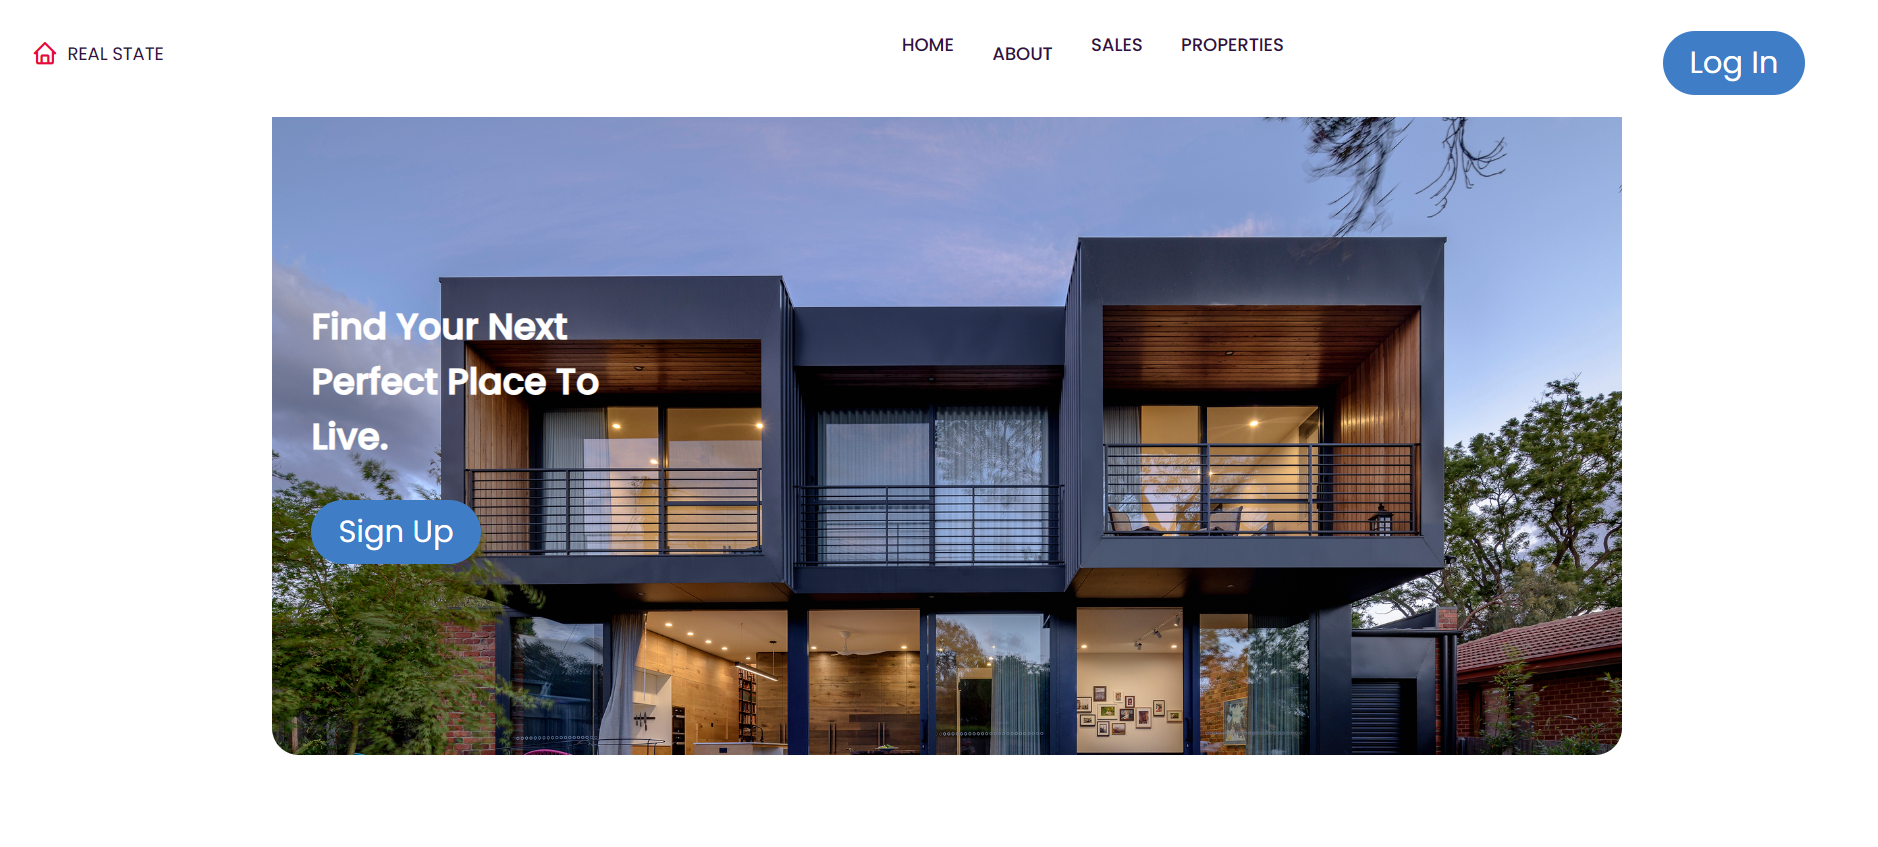 REAL STATE
HOME ABOUT SALES PROPERTIES
Log In
Find Your Next
Perfect Place To
Live.
Sign Up